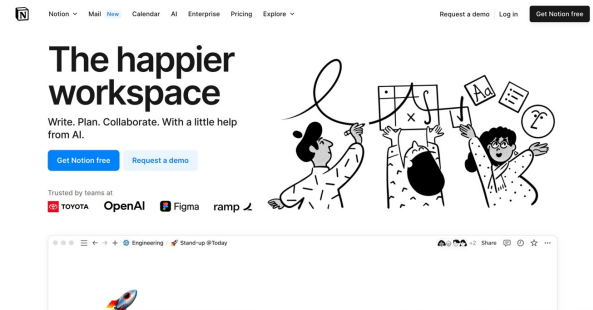 Notion Mail New Calendar AI Enterprise Pricing Explore Request a demo Log in Get Notion free
The happier
workspace
Write. Plan. Collaborate. With a little help
from AI.
Get Notion free Request a demo
Trusted by teams at
TOYOTA OpenAI Figma ramp
Aa
Engineering / 🚀 Stand-up @Today +2 Share